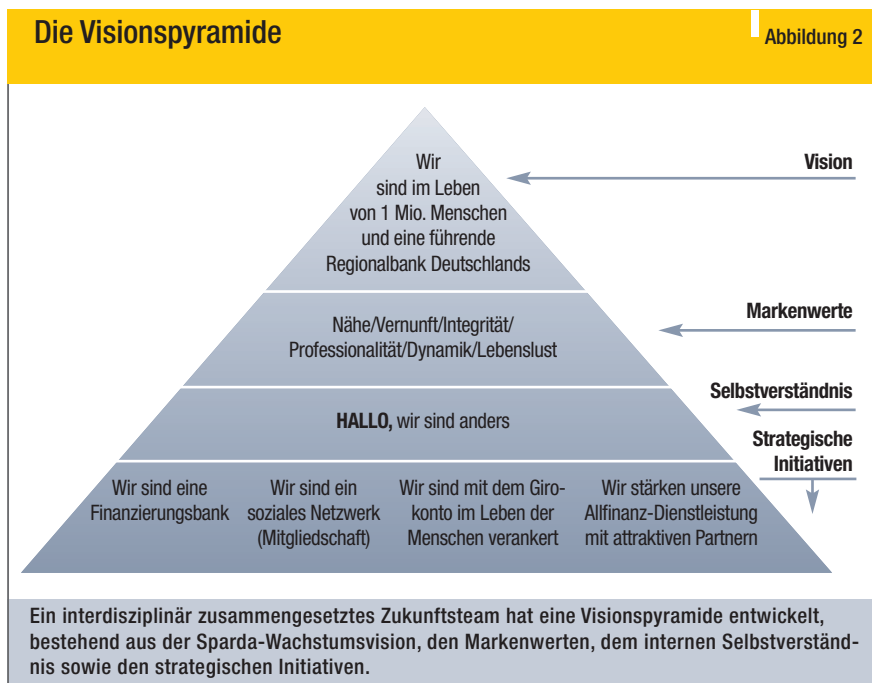 Die Visionspyramide
Abbildung 2
Wir
sind im Leben
von 1 Mio. Menschen
und eine führende
Regionalbank Deutschlands
Vision
Nähe/Vernunft/Integrität/
Professionalität/Dynamik/Lebenslust
Markenwerte
HALLO, wir sind anders
Selbstverständnis
Strategische
Initiativen
Wir sind eine
Finanzierungsbank
Wir sind ein
soziales Netzwerk
(Mitgliedschaft)
Wir sind mit dem Giro-
konto im Leben der
Menschen verankert
Wir stärken unsere
Allfinanz-Dienstleistung
mit attraktiven Partnern
Ein interdisziplinär zusammengesetztes Zukunftsteam hat eine Visionspyramide entwickelt,
bestehend aus der Sparda-Wachstumsvision, den Markenwerten, dem internen Selbstverständ-
nis sowie den strategischen Initiativen.